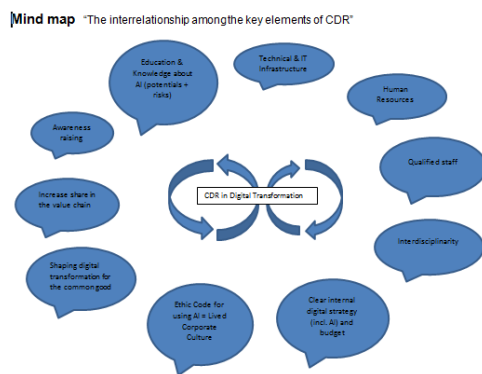 Mind map "The interrelationship among the key elements of CDR"
Education &
Knowledge about
AI (potentials +
risks)
Technical & IT
Infrastructure
Human
Resources
Awareness
raising
Qualified staff
Increase share in
the value chain
CDR in Digital Transformation
Interdisciplinarity
Shaping digital
transformation for
the common good
Ethic Code for
using AI = Lived
Corporate
Culture
Clear internal
digital strategy
(incl. AI) and
budget